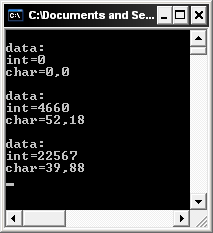 C:\Documents and Se...
data:
int=0
char=0,0
data:
int=4660
char=52,18
data:
int=22567
char=39,88